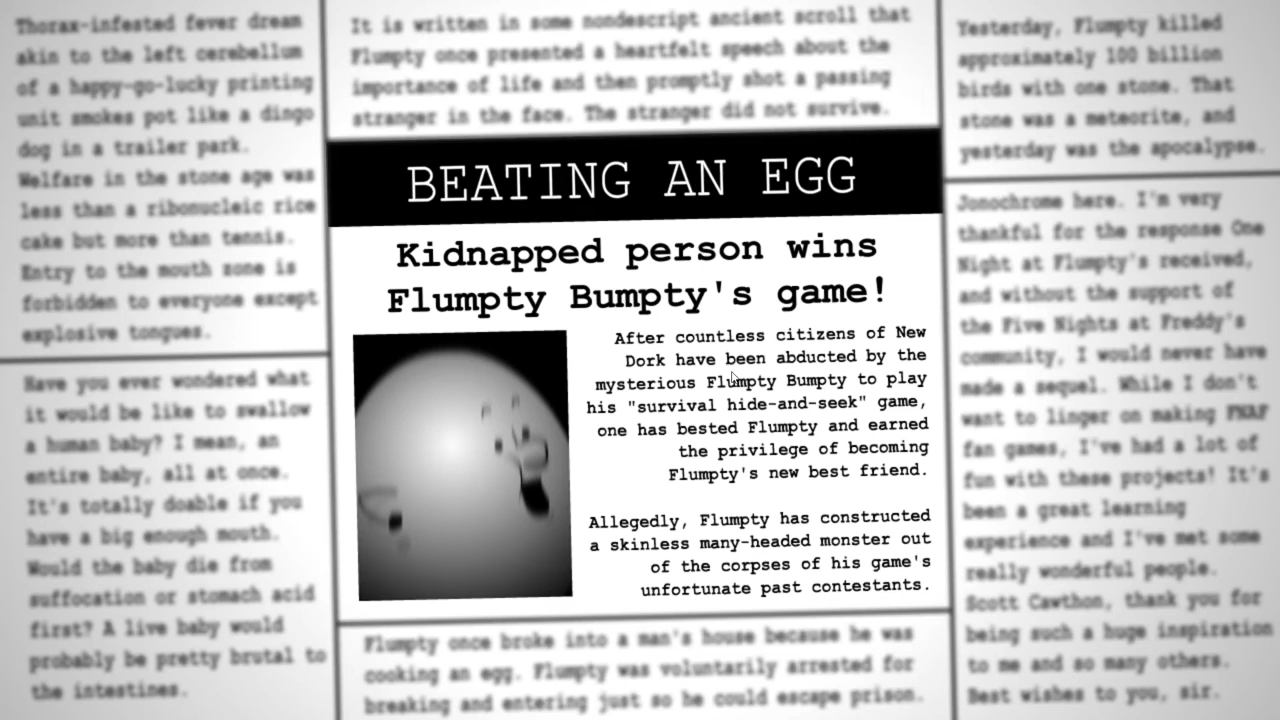 Thorax-infested fever dream
akin to the left cerebellum
of a happy-go-lucky printing
unit smokes pot like a dingo
dog in a trailer park.
Welfare in the stone age was
less than a ribonucleic rice
cake but more than tennis.
Entry to the mouth zone is
forbidden to everyone except
explosive tongues.
Have you ever wondered what
it would be like to swallow
a human baby? I mean, an
entire baby, all at once.
It's totally doable if you
have a big enough mouth.
Would the baby die from
suffocation or stomach acid
first? A live baby would
probably be pretty brutal to
the intestines.
It is written in some nondescript ancient scroll that
Flumpty once presented a heartfelt speech about the
importance of life and then promptly shot a passing
stranger in the face. The stranger did not survive.
BEATING AN EGG
Kidnapped person wins
Flumpty Bumpty's game!
After countless citizens of New
Dork have been abducted by the
mysterious Flumpty Bumpty to play
his "survival hide-and-seek" game,
one has bested Flumpty and earned
the privilege of becoming
Flumpty's new best friend.
Allegedly, Flumpty has constructed
a skinless many-headed monster out
of the corpses of his game's
unfortunate past contestants.
Flumpty once broke into a man's house because he was
cooking an egg. Flumpty was voluntarily arrested for
breaking and entering just so he could escape prison.
Yesterday, Flumpty killed
approximately 100 billion
birds with one stone. That
stone was a meteorite, and
yesterday was the apocalypse.
Jonochrome here. I'm very
thankful for the response One
Night at Flumpty's received,
and without the support of
the Five Nights at Freddy's
community, I would never have
made a sequel. While I don't
want to linger on making FNAF
fan games, I've had a lot of
fun with these projects! It's
been a great learning
experience and I've met some
really wonderful people.
Scott Cawthon, thank you for
being such a huge inspiration
to me and so many others.
Best wishes to you, sir.